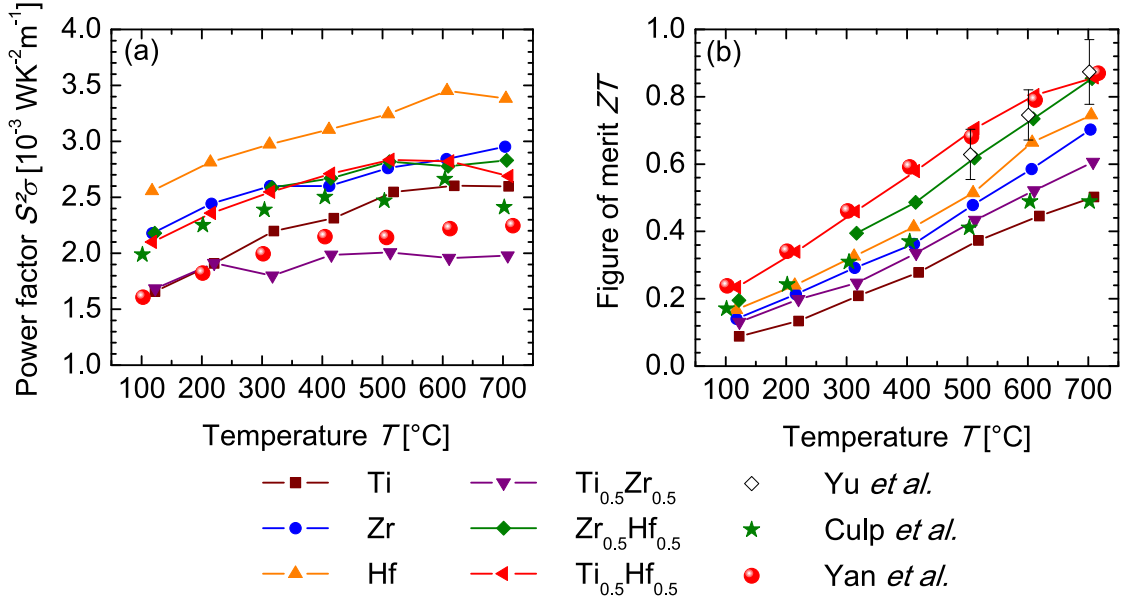 (a)
Power factor S²σ [10⁻³ WK⁻²m⁻¹]
4.0
3.5
3.0
2.5
2.0
1.5
1.0
100 200 300 400 500 600 700
Temperature T [°C]
(b)
Figure of merit ZT
1.0
0.8
0.6
0.4
0.2
0.0
100 200 300 400 500 600 700
Temperature T [°C]
Ti
Zr
Hf
Ti₀.₅Zr₀.₅
Zr₀.₅Hf₀.₅
Ti₀.₅Hf₀.₅
Yu et al.
Culp et al.
Yan et al.